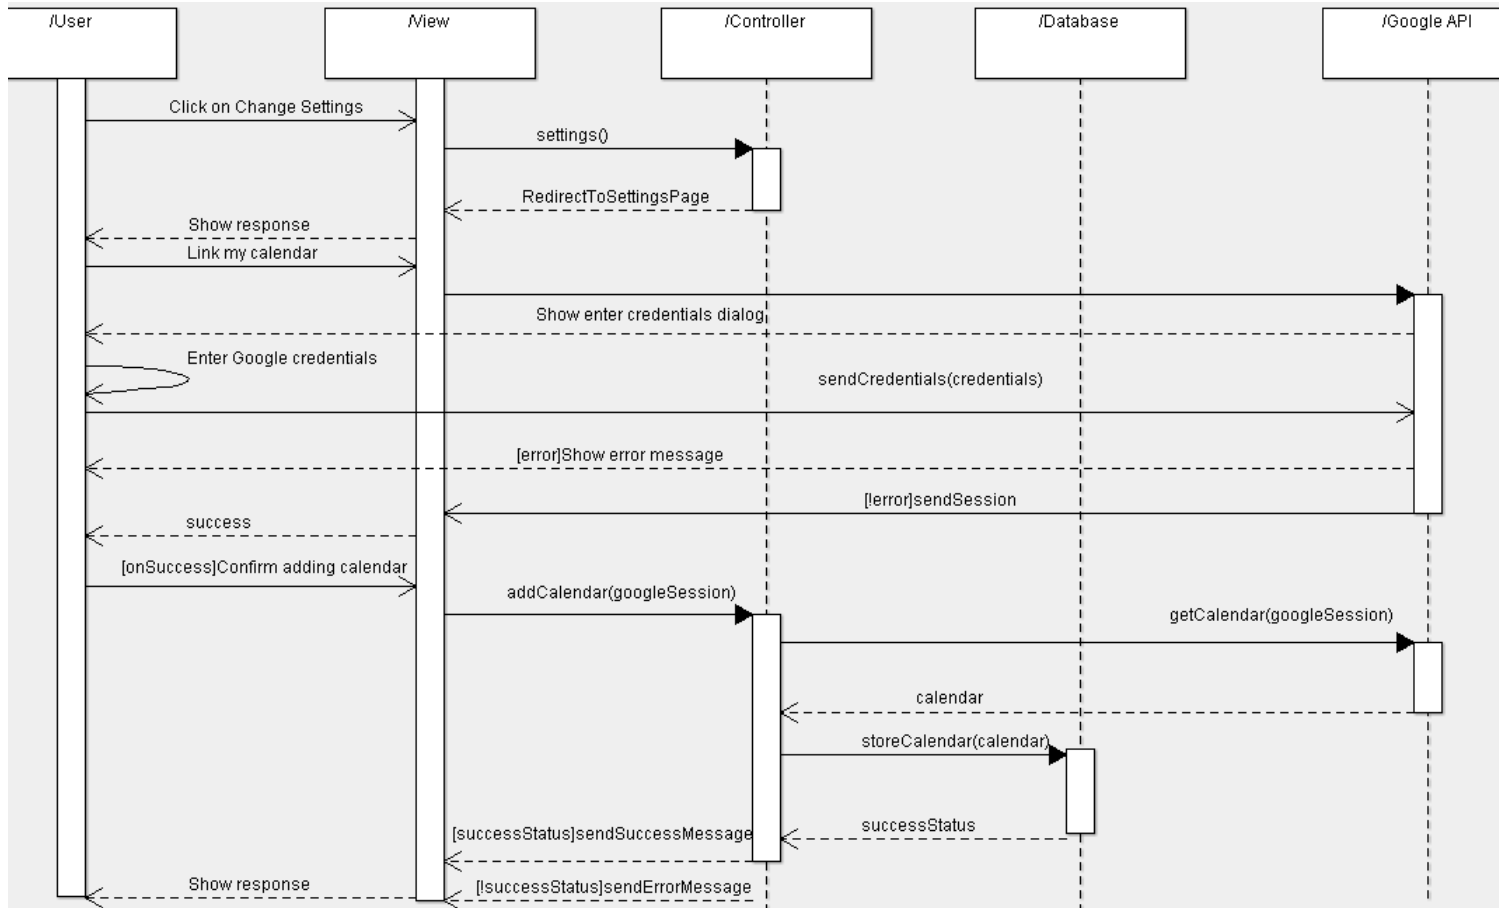 /User
/View
/Controller
/Database
/Google API
Click on Change Settings
settings()
RedirectToSettingsPage
Show response
Link my calendar
Show enter credentials dialog
Enter Google credentials
sendCredentials(credentials)
[error]Show error message
[!error]sendSession
success
[onSuccess]Confirm adding calendar
addCalendar(googleSession)
getCalendar(googleSession)
calendar
storeCalendar(calendar)
successStatus
[successStatus]sendSuccessMessage
Show response
[!successStatus]sendErrorMessage